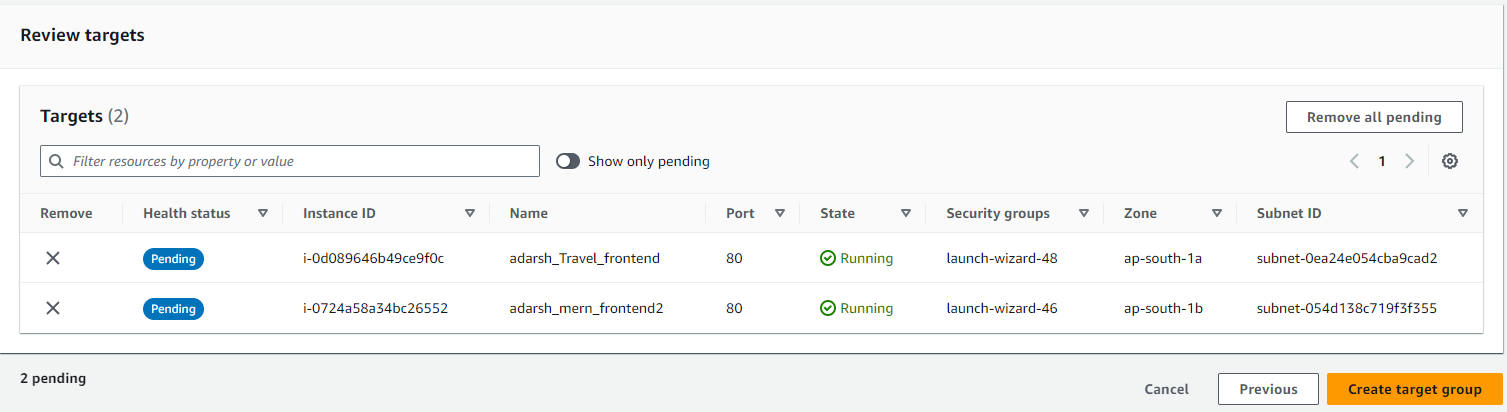 Review targets
Targets (2)
Remove all pending
Filter resources by property or value
Show only pending
1
Remove Health status Instance ID Name Port State Security groups Zone Subnet ID
Pending i-0d089646b49ce9f0c adarsh_Travel_frontend 80 Running launch-wizard-48 ap-south-1a subnet-0ea24e054cba9cad2
Pending i-0724a58a34bc26552 adarsh_mern_frontend2 80 Running launch-wizard-46 ap-south-1b subnet-054d138c719f3f355
2 pending
Cancel Previous Create target group